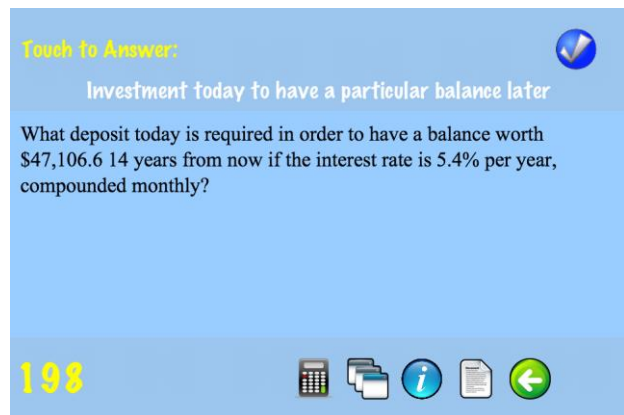 Touch to Answer:
Investment today to have a particular balance later
What deposit today is required in order to have a balance worth
$47,106.6 14 years from now if the interest rate is 5.4% per year,
compounded monthly?
198